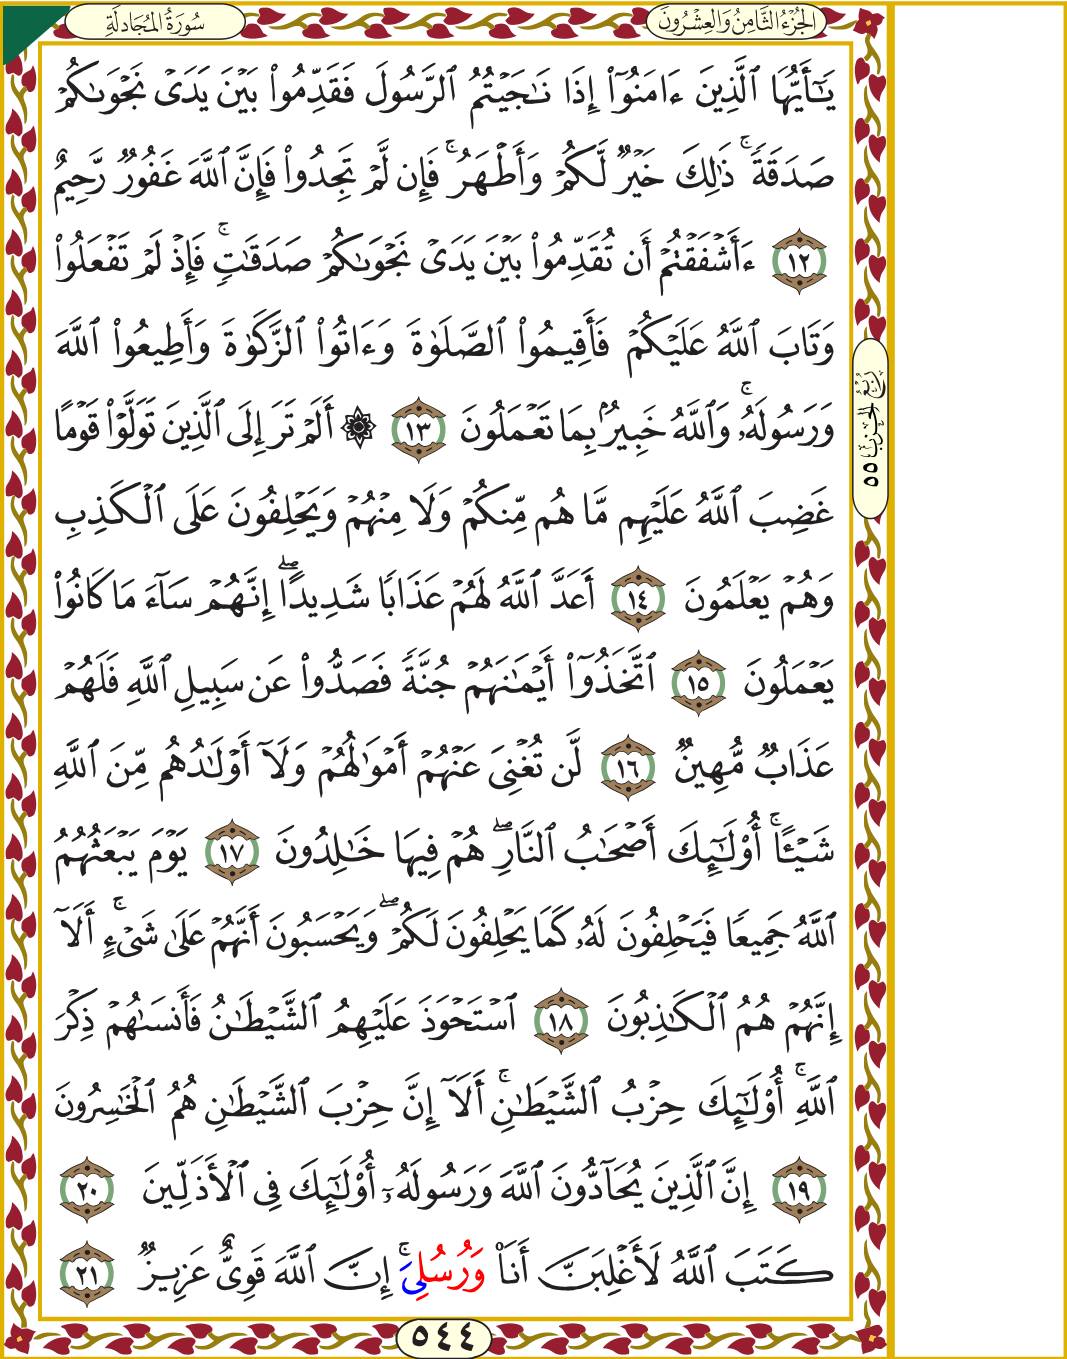 سُورَةُ المُجَادلَةِ
الجُزْءُ الثَّامِنُ وَالعِشْرُونَ
يَٰٓأَيُّهَا ٱلَّذِينَ ءَامَنُوٓا۟ إِذَا نَٰجَيْتُمُ ٱلرَّسُولَ فَقَدِّمُوا۟ بَيْنَ يَدَىْ نَجْوَىٰكُمْ
صَدَقَةً ۚ ذَٰلِكَ خَيْرٌ لَّكُمْ وَأَطْهَرُ ۚ فَإِن لَّمْ تَجِدُوا۟ فَإِنَّ ٱللَّهَ غَفُورٌ رَّحِيمٌ
١٢ ءَأَشْفَقْتُمْ أَن تُقَدِّمُوا۟ بَيْنَ يَدَىْ نَجْوَىٰكُمْ صَدَقَٰتٍ ۚ فَإِذْ لَمْ تَفْعَلُوا۟
وَتَابَ ٱللَّهُ عَلَيْكُمْ فَأَقِيمُوا۟ ٱلصَّلَوٰةَ وَءَاتُوا۟ ٱلزَّكَوٰةَ وَأَطِيعُوا۟ ٱللَّهَ
وَرَسُولَهُۥ ۚ وَٱللَّهُ خَبِيرٌۢ بِمَا تَعْمَلُونَ ١٣ ۞ أَلَمْ تَرَ إِلَى ٱلَّذِينَ تَوَلَّوْا۟ قَوْمًا
غَضِبَ ٱللَّهُ عَلَيْهِم مَّا هُم مِّنكُمْ وَلَا مِنْهُمْ وَيَحْلِفُونَ عَلَى ٱلْكَذِبِ
وَهُمْ يَعْلَمُونَ ١٤ أَعَدَّ ٱللَّهُ لَهُمْ عَذَابًا شَدِيدًا ۖ إِنَّهُمْ سَآءَ مَا كَانُوا۟
يَعْمَلُونَ ١٥ ٱتَّخَذُوٓا۟ أَيْمَٰنَهُمْ جُنَّةً فَصَدُّوا۟ عَن سَبِيلِ ٱللَّهِ فَلَهُمْ
عَذَابٌ مُّهِينٌ ١٦ لَّن تُغْنِىَ عَنْهُمْ أَمْوَٰلُهُمْ وَلَآ أَوْلَٰدُهُم مِّنَ ٱللَّهِ
شَيْـًٔا ۚ أُو۟لَٰٓئِكَ أَصْحَٰبُ ٱلنَّارِ ۖ هُمْ فِيهَا خَٰلِدُونَ ١٧ يَوْمَ يَبْعَثُهُمُ
ٱللَّهُ جَمِيعًا فَيَحْلِفُونَ لَهُۥ كَمَا يَحْلِفُونَ لَكُمْ ۖ وَيَحْسَبُونَ أَنَّهُمْ عَلَىٰ شَىْءٍ ۚ أَلَآ
إِنَّهُمْ هُمُ ٱلْكَٰذِبُونَ ١٨ ٱسْتَحْوَذَ عَلَيْهِمُ ٱلشَّيْطَٰنُ فَأَنسَىٰهُمْ ذِكْرَ
ٱللَّهِ ۚ أُو۟لَٰٓئِكَ حِزْبُ ٱلشَّيْطَٰنِ ۚ أَلَآ إِنَّ حِزْبَ ٱلشَّيْطَٰنِ هُمُ ٱلْخَٰسِرُونَ
١٩ إِنَّ ٱلَّذِينَ يُحَآدُّونَ ٱللَّهَ وَرَسُولَهُۥٓ أُو۟لَٰٓئِكَ فِى ٱلْأَذَلِّينَ ٢٠
كَتَبَ ٱللَّهُ لَأَغْلِبَنَّ أَنَا۠ وَرُسُلِىٓ ۚ إِنَّ ٱللَّهَ قَوِىٌّ عَزِيزٌ ٢١
رُبْعُ الحِزْبِ ٥٥
٥٤٤